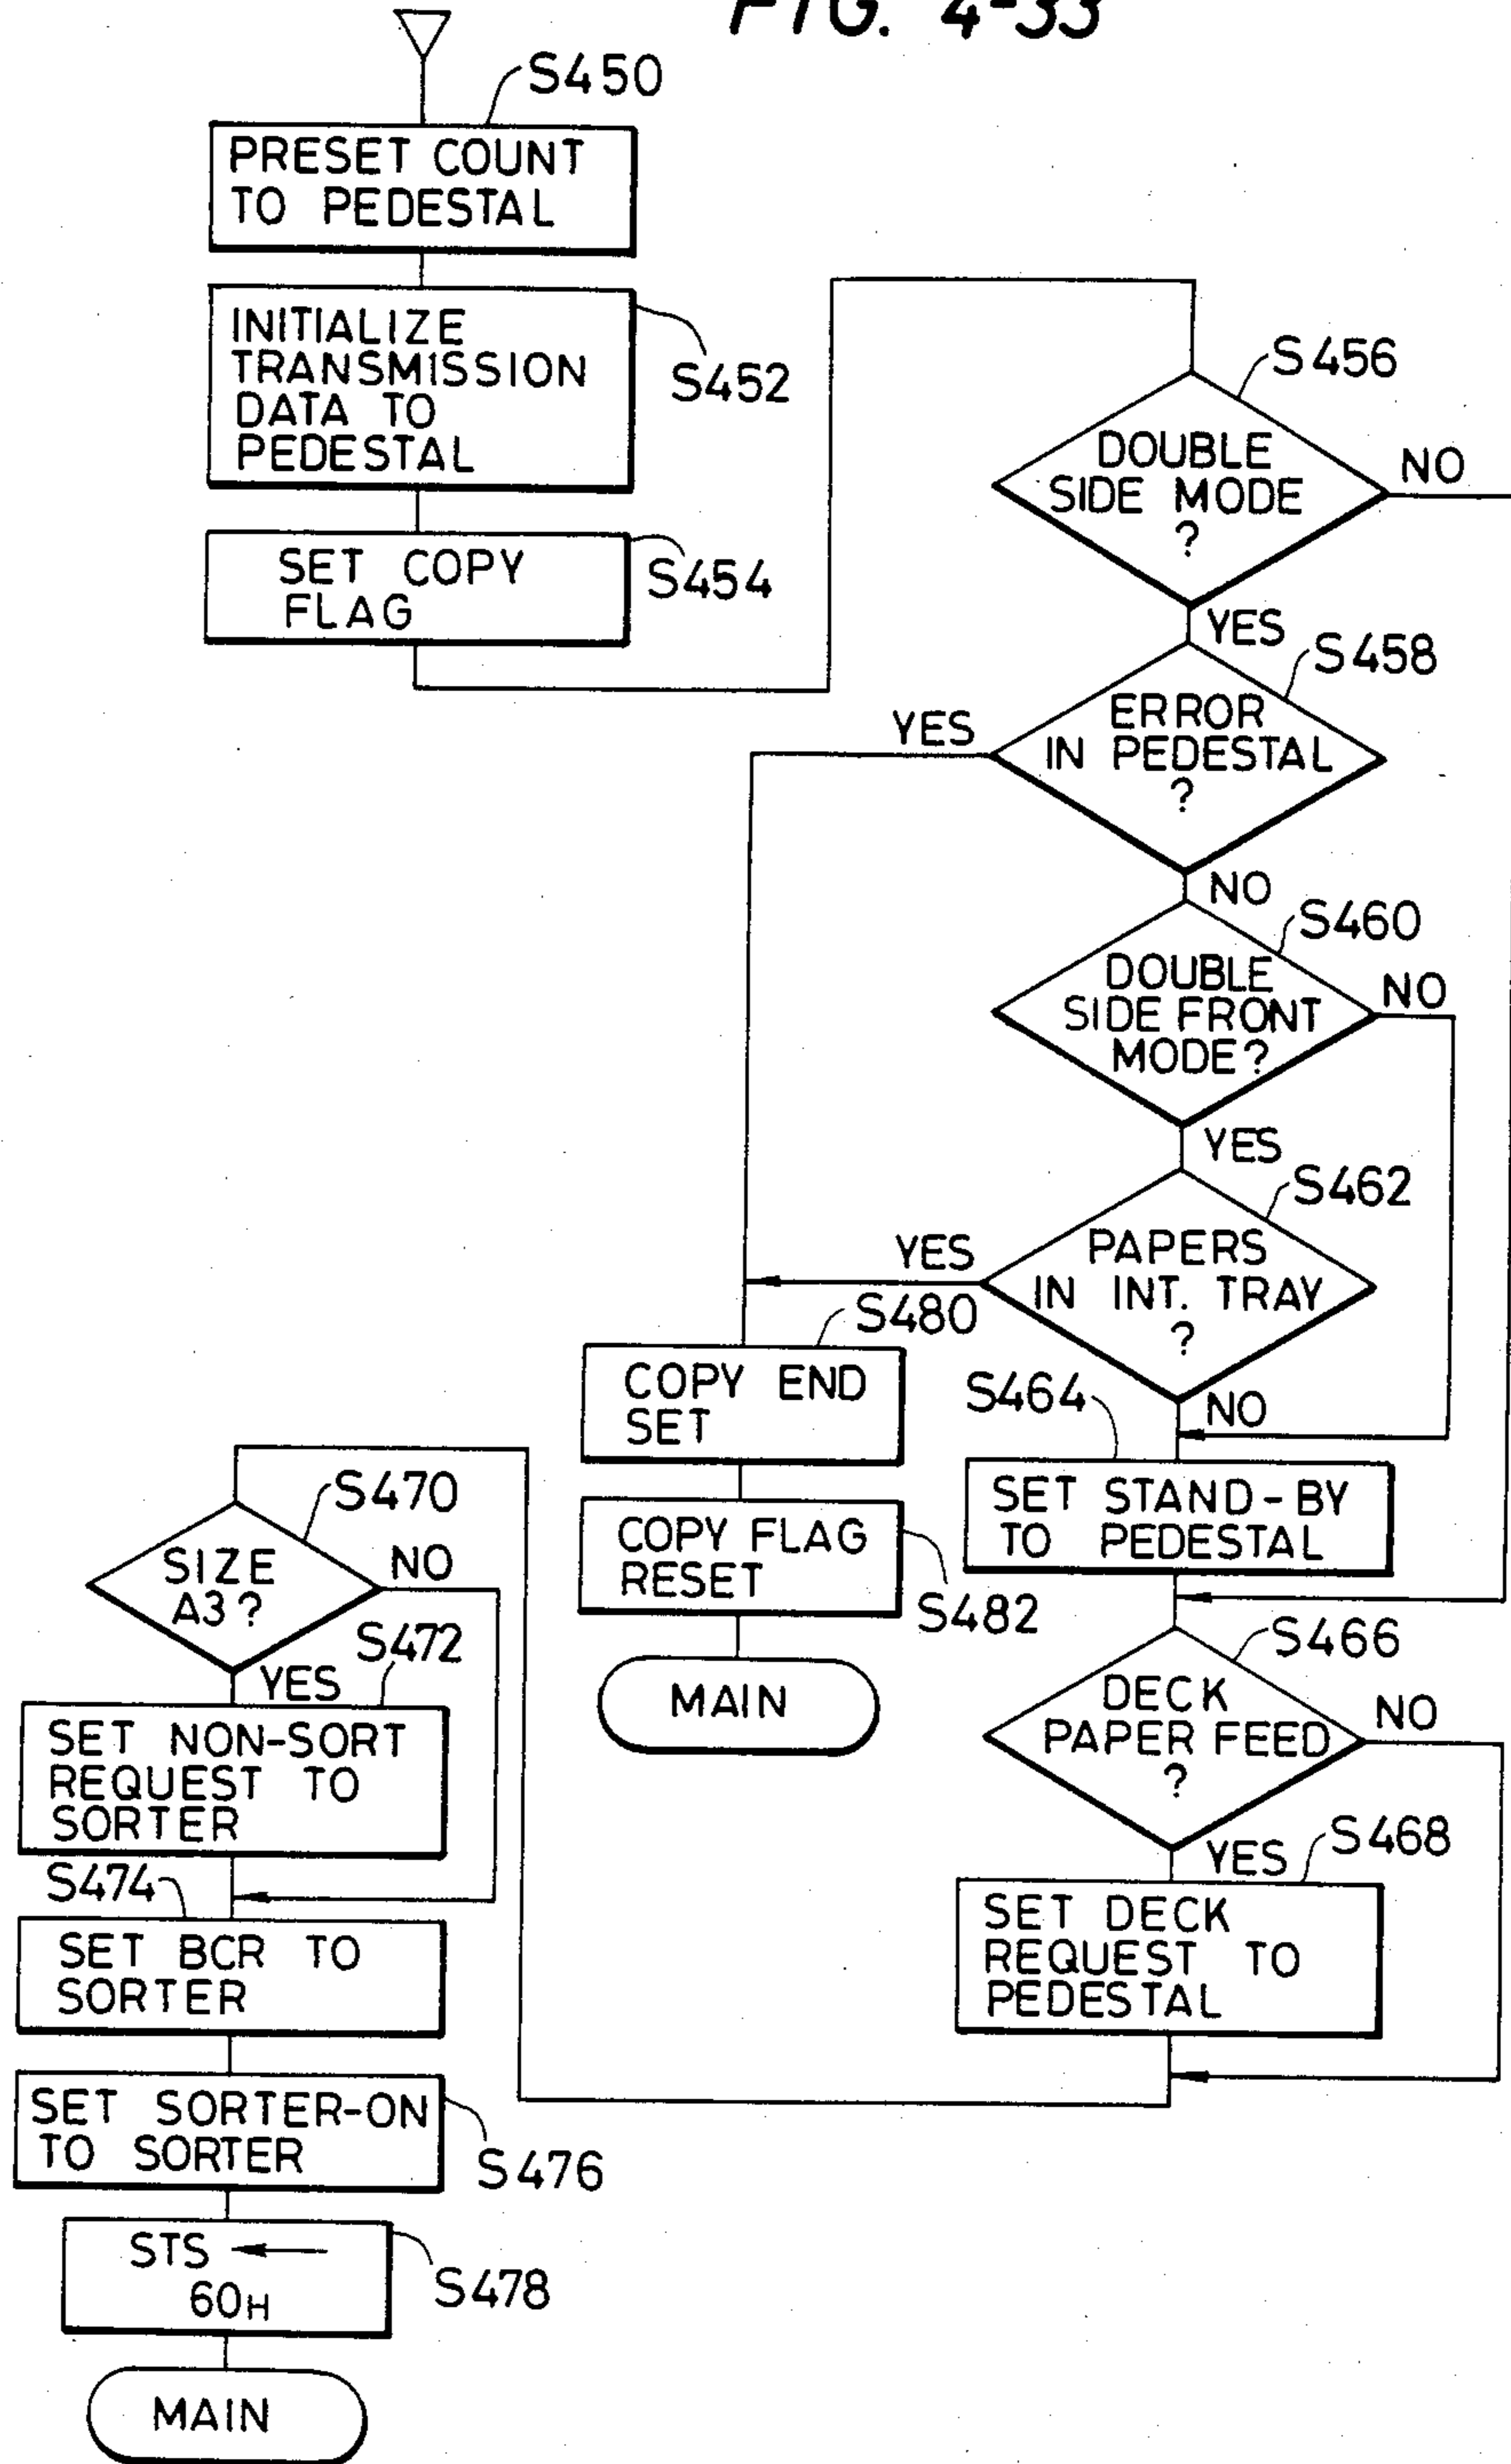 FIG. 4-33
S450
PRESET COUNT
TO PEDESTAL
INITIALIZE
TRANSMISSION
DATA TO
PEDESTAL
S452
SET COPY
FLAG
S454
S456
DOUBLE
SIDE MODE
?
NO
YES
S458
ERROR
IN PEDESTAL
?
YES
NO
S460
DOUBLE
SIDE FRONT
MODE?
NO
YES
S462
PAPERS
IN INT. TRAY
?
YES
NO
S480
COPY END
SET
COPY FLAG
RESET
S482
MAIN
S464
SET STAND-BY
TO PEDESTAL
S466
DECK
PAPER FEED
?
NO
YES
S468
SET DECK
REQUEST TO
PEDESTAL
S470
SIZE
A3?
NO
YES
S472
SET NON-SORT
REQUEST TO
SORTER
S474
SET BCR TO
SORTER
SET SORTER-ON
TO SORTER
S476
STS ←
60H
S478
MAIN